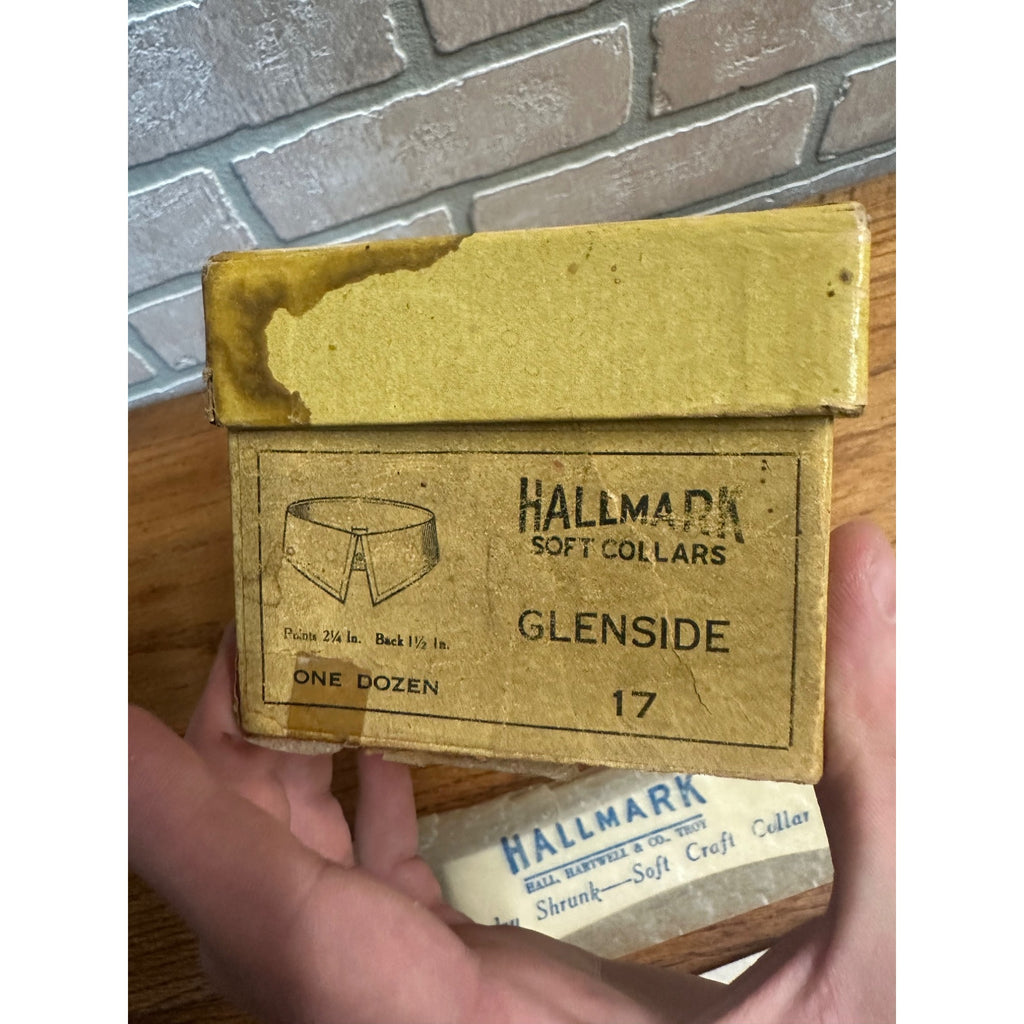 HALLMARK
SOFT COLLARS
GLENSIDE
17
Points 2¼ In. Back 1½ In.
ONE DOZEN
HALLMARK
HALL, HARTWELL & CO., TROY
Shrunk—Soft Craft Collar